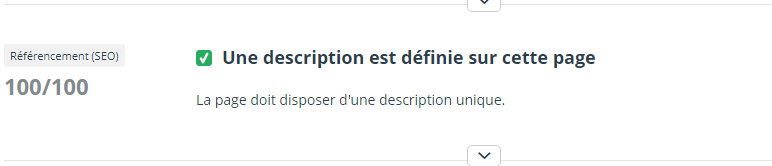 Référencement (SEO)
100/100
Une description est définie sur cette page
La page doit disposer d'une description unique.